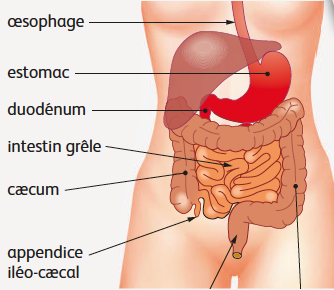 œsophage
estomac
duodénum
intestin grêle
cæcum
appendice
iléo-cæcal